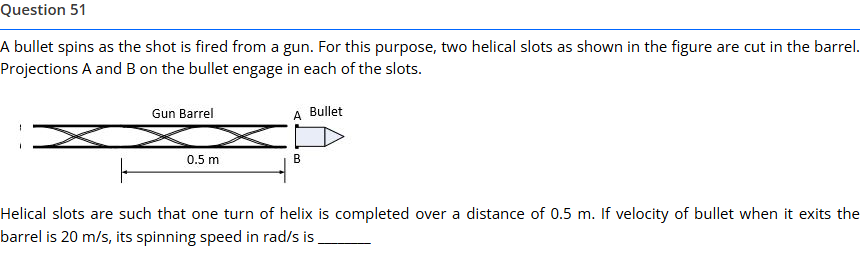 Question 51
A bullet spins as the shot is fired from a gun. For this purpose, two helical slots as shown in the figure are cut in the barrel.
Projections A and B on the bullet engage in each of the slots.
Gun Barrel
A Bullet
0.5 m
B
Helical slots are such that one turn of helix is completed over a distance of 0.5 m. If velocity of bullet when it exits the
barrel is 20 m/s, its spinning speed in rad/s is ________